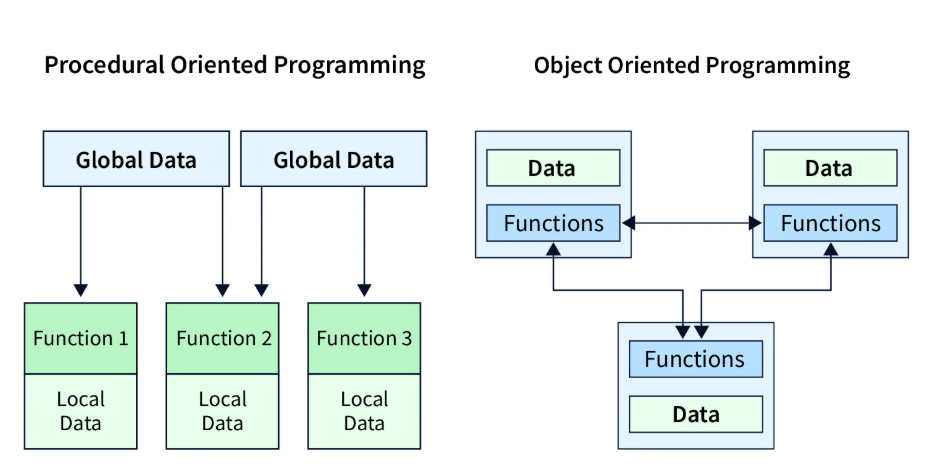 Procedural Oriented Programming
Object Oriented Programming
Global Data
Global Data
Function 1
Local
Data
Function 2
Local
Data
Function 3
Local
Data
Data
Functions
Data
Functions
Functions
Data